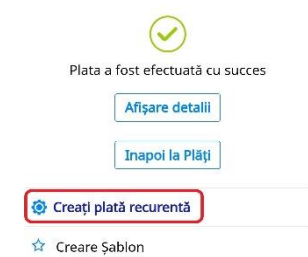 Plata a fost efectuată cu succes
Afișare detalii
Inapoi la Plăți
Creați plată recurentă
Creare Șablon